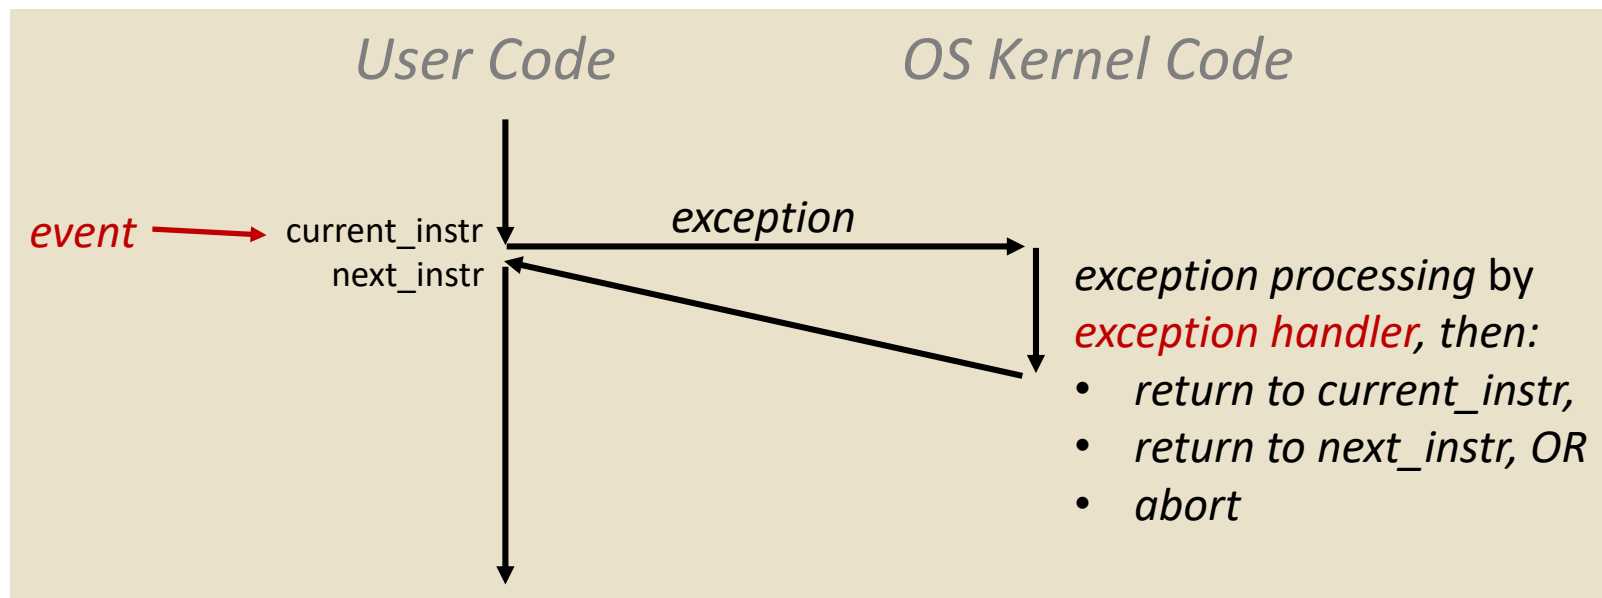 User Code
OS Kernel Code
event
current_instr
exception
next_instr
exception processing by
exception handler, then:
• return to current_instr,
• return to next_instr, OR
• abort